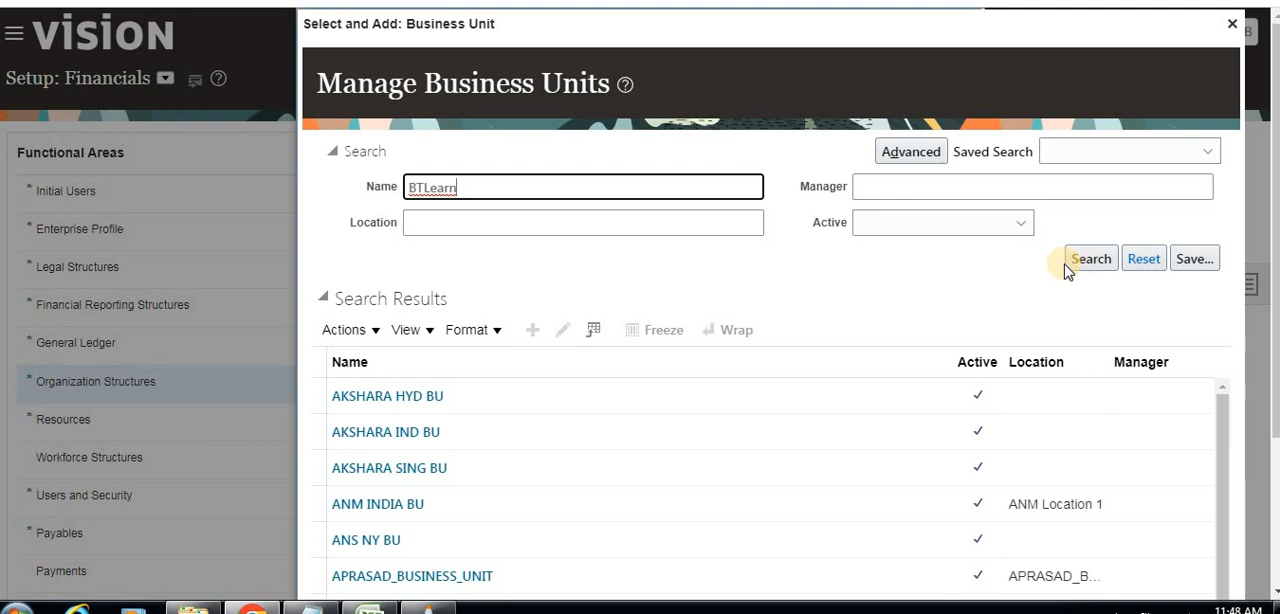 Select and Add: Business Unit
×
VISION
B
Setup: Financials
Manage Business Units
Search
Advanced
Saved Search
Functional Areas
Name
BTLearn
Manager
* Initial Users
Location
Active
* Enterprise Profile
Search
Reset
Save...
* Legal Structures
Search Results
* Financial Reporting Structures
Actions
View
Format
Freeze
Wrap
* General Ledger
Name
Active
Location
Manager
* Organization Structures
AKSHARA HYD BU
* Resources
AKSHARA IND BU
Workforce Structures
AKSHARA SING BU
* Users and Security
ANM INDIA BU
ANM Location 1
* Payables
ANS NY BU
Payments
APRASAD_BUSINESS_UNIT
APRASAD_B...
11:48 AM